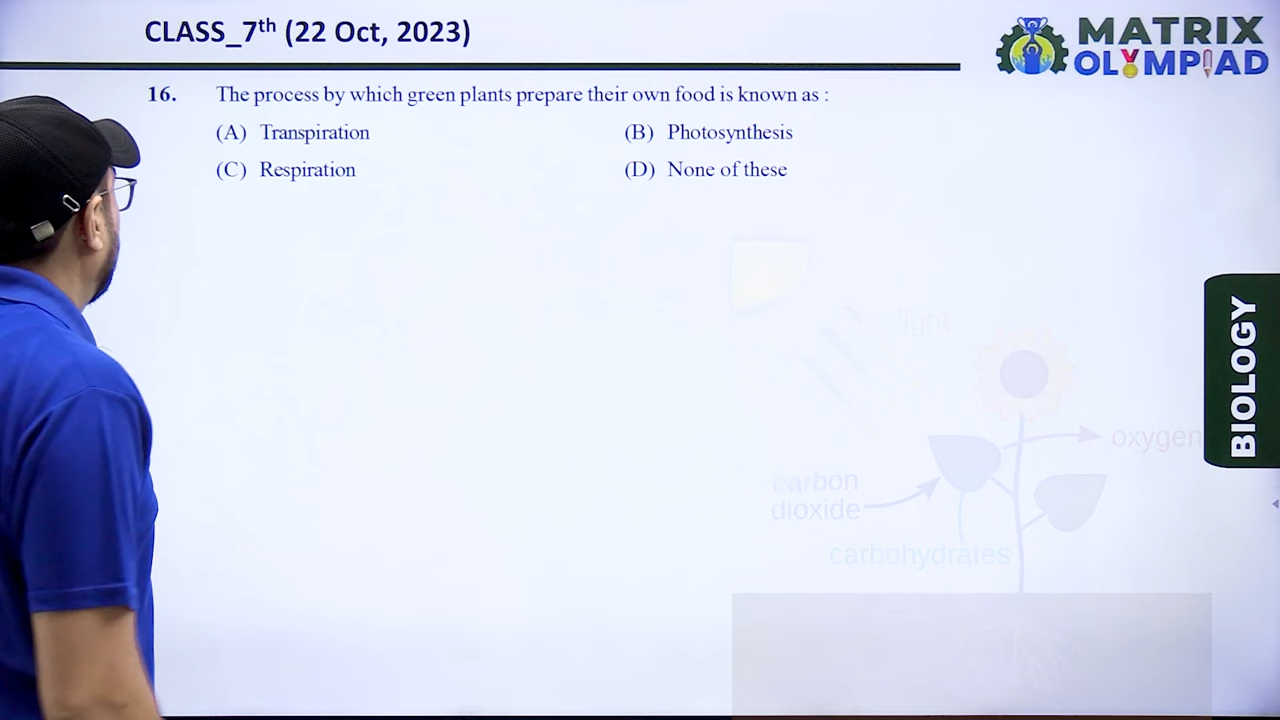 CLASS_7th (22 Oct, 2023)
MATRIX
OLYMPIAD
16. The process by which green plants prepare their own food is known as :
(A) Transpiration (B) Photosynthesis
(C) Respiration (D) None of these
light
oxygen
carbon
dioxide
carbohydrates
BIOLOGY